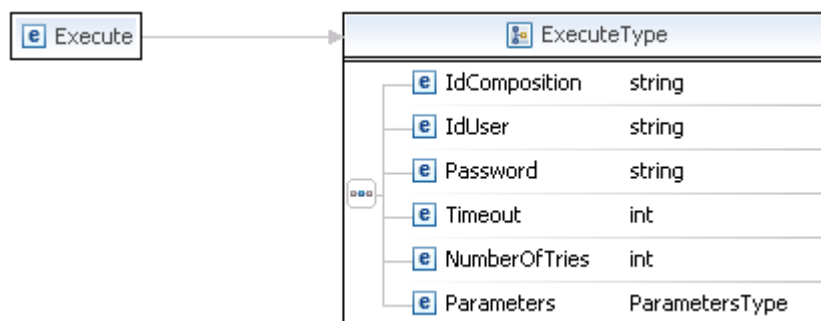 e Execute
ExecuteType
e IdComposition string
e IdUser string
e Password string
e Timeout int
e NumberOfTries int
e Parameters ParametersType